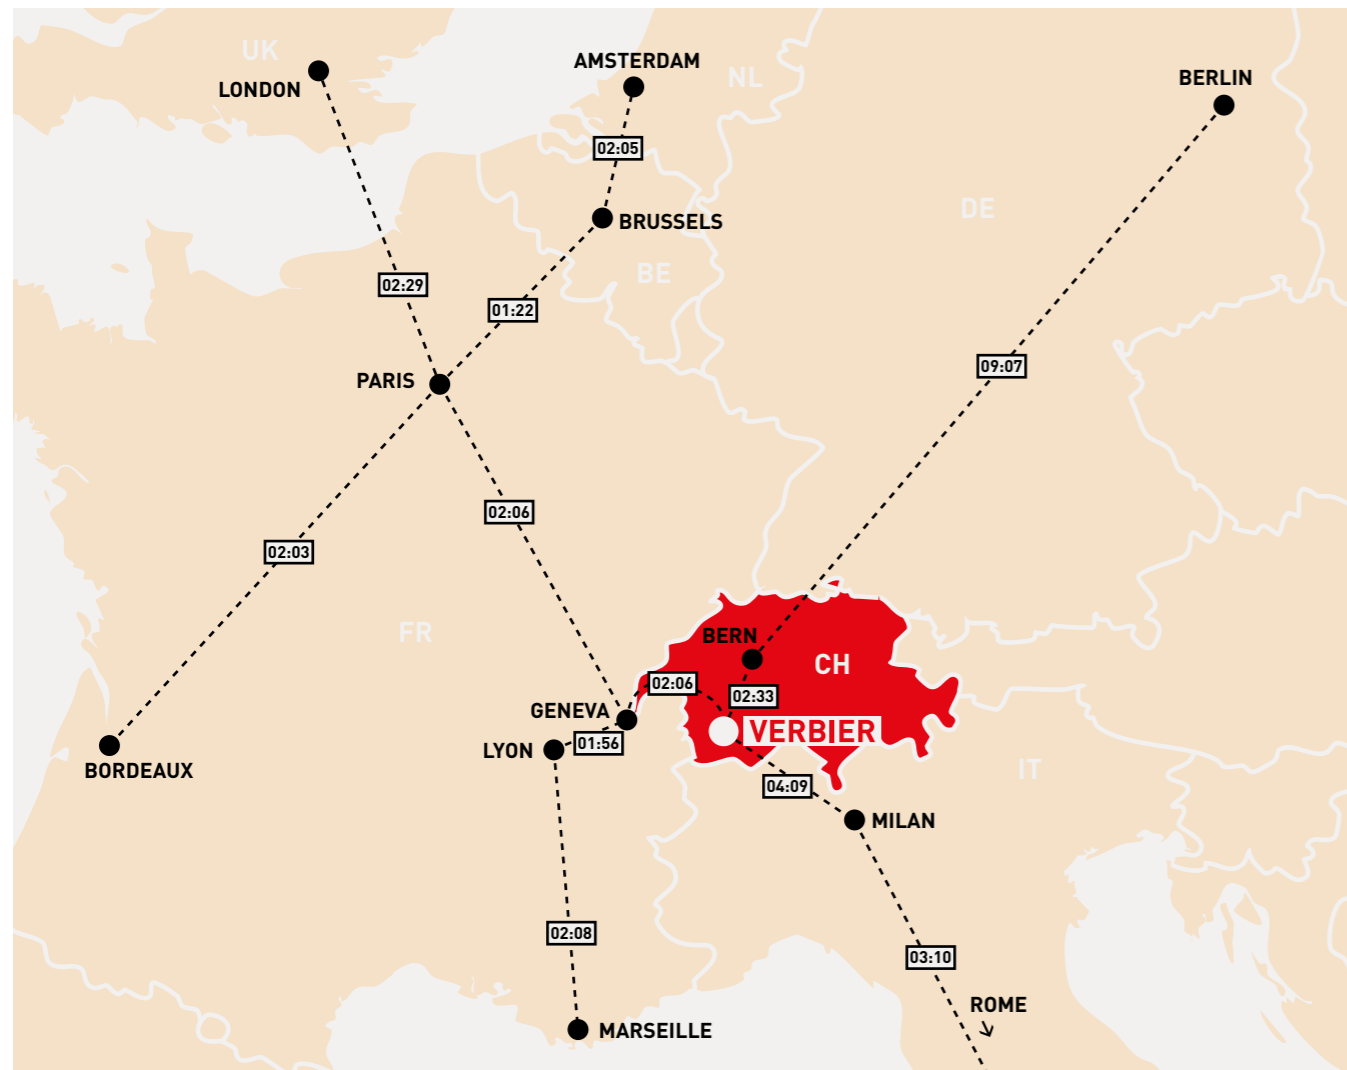 UK
LONDON
AMSTERDAM
NL
BERLIN
02:05
BRUSSELS
DE
BE
02:29
01:22
09:07
PARIS
02:06
02:03
FR
BERN
CH
02:06
02:33
GENEVA
VERBIER
LYON
01:56
BORDEAUX
IT
04:09
MILAN
02:08
03:10
ROME
MARSEILLE